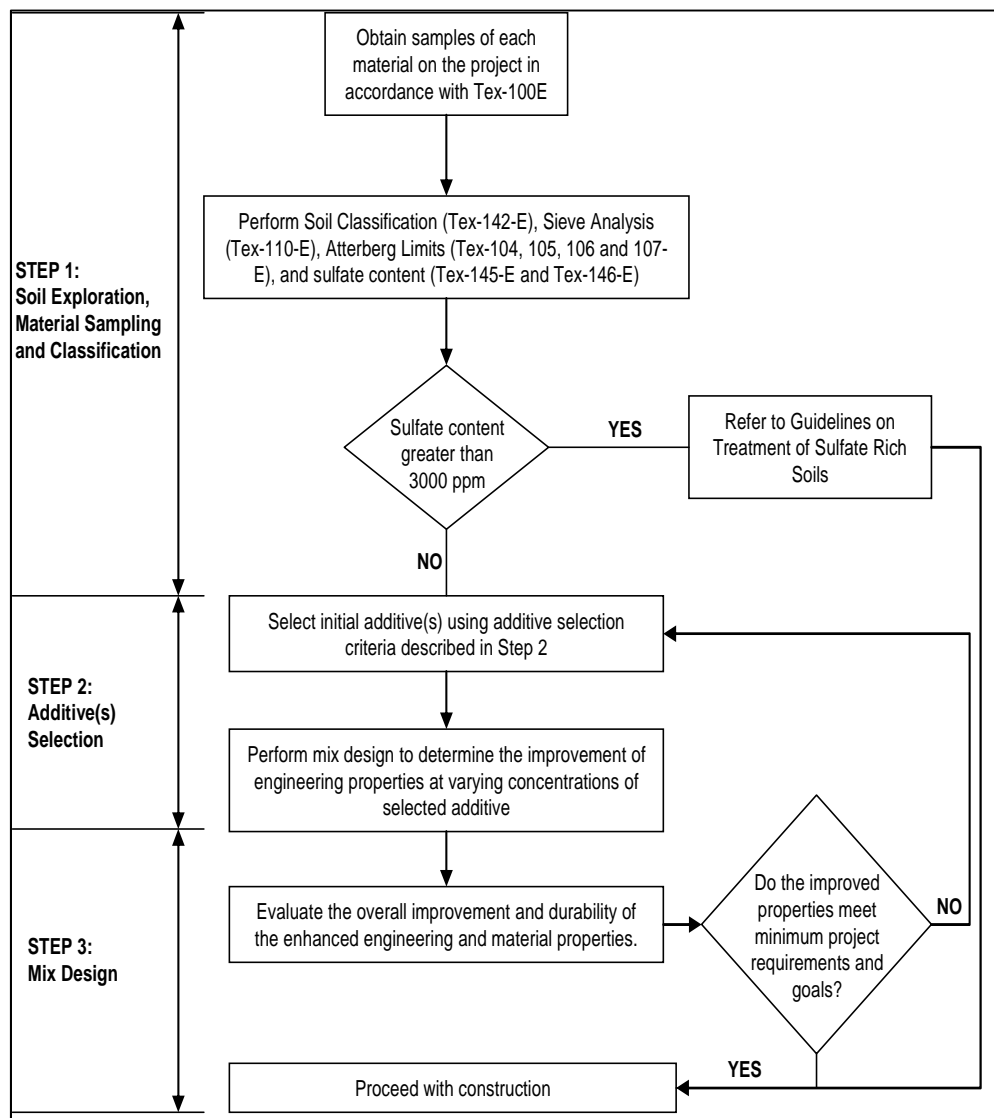 Obtain samples of each
material on the project in
accordance with Tex-100E
Perform Soil Classification (Tex-142-E), Sieve Analysis
(Tex-110-E), Atterberg Limits (Tex-104, 105, 106 and 107-
E), and sulfate content (Tex-145-E and Tex-146-E)
STEP 1:
Soil Exploration,
Material Sampling
and Classification
Sulfate content
greater than
3000 ppm
YES
Refer to Guidelines on
Treatment of Sulfate Rich
Soils
NO
Select initial additive(s) using additive selection
criteria described in Step 2
STEP 2:
Additive(s)
Selection
Perform mix design to determine the improvement of
engineering properties at varying concentrations of
selected additive
STEP 3:
Mix Design
Evaluate the overall improvement and durability of
the enhanced engineering and material properties.
Do the improved
properties meet
minimum project
requirements and
goals?
NO
YES
Proceed with construction